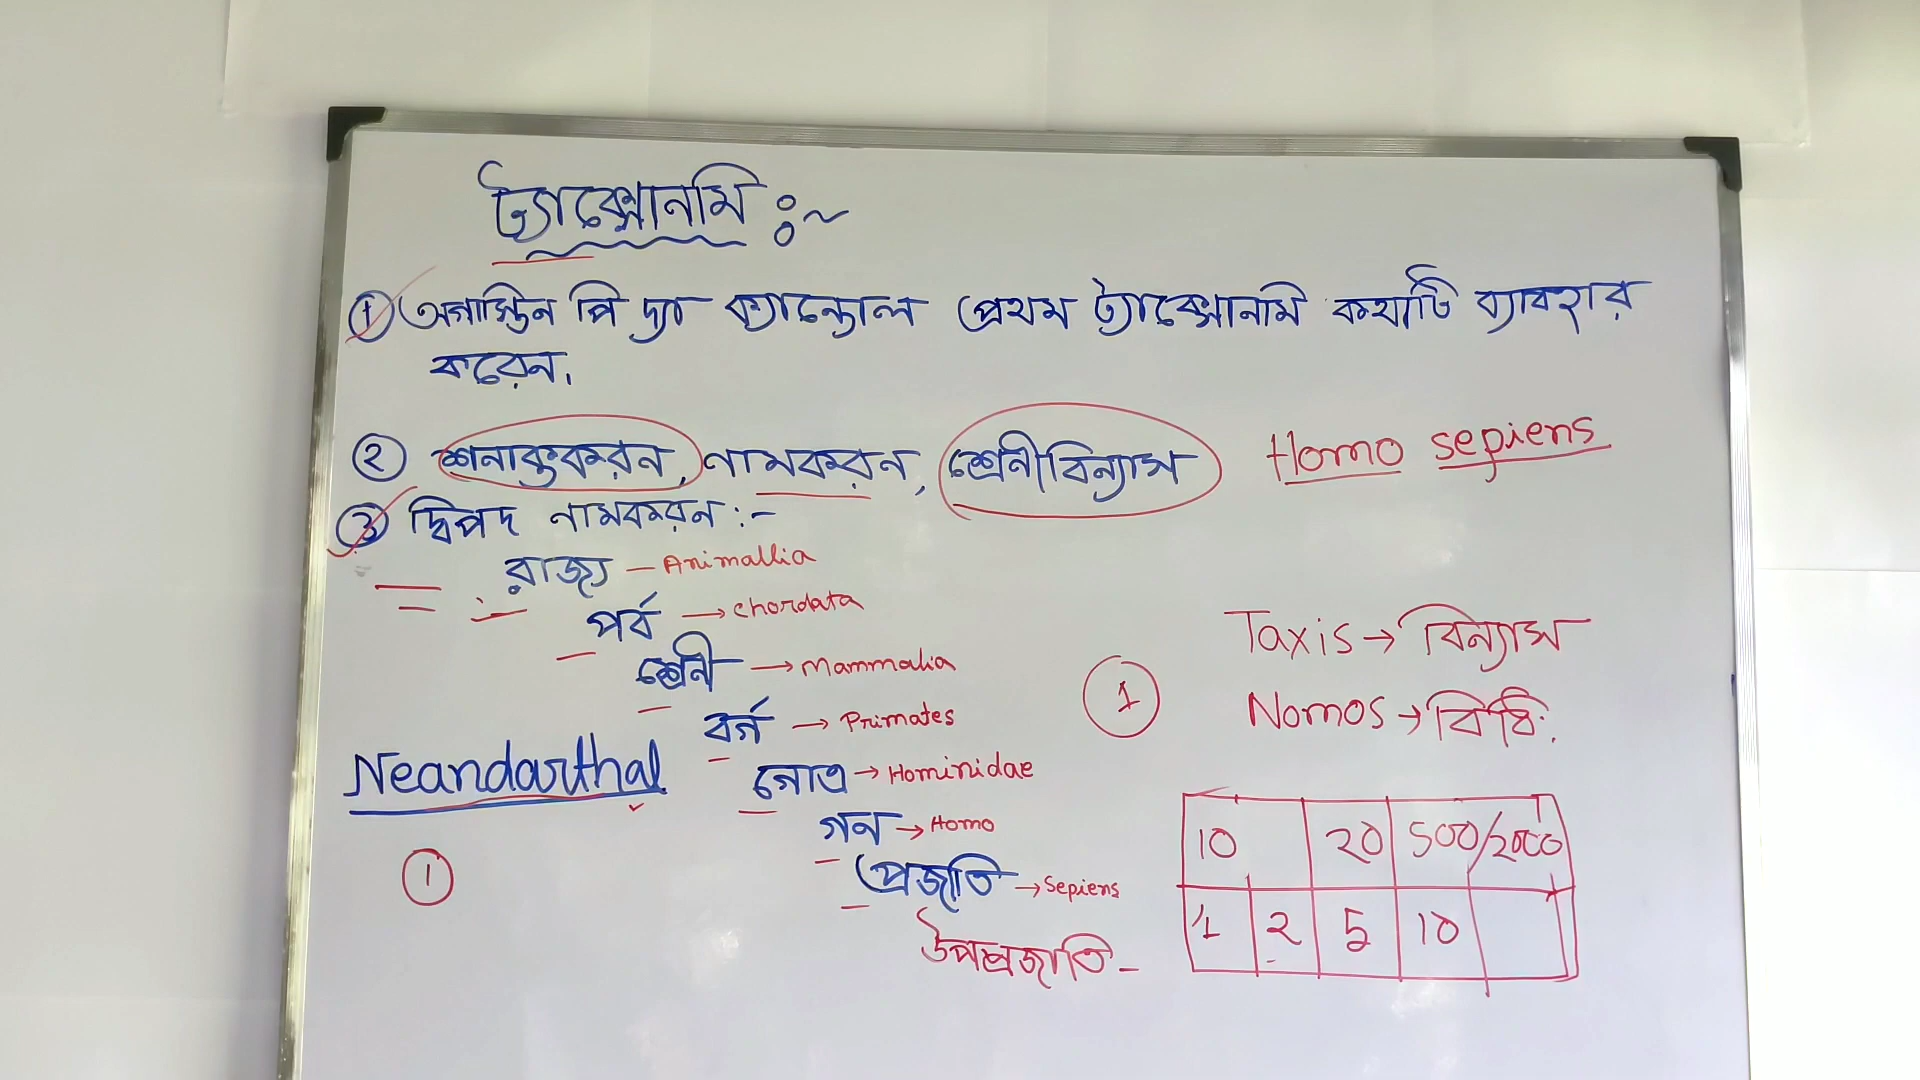 ট্যাক্সোনমি :~
① অগাস্তিন পি দ্যা ক্যান্ডোল প্রথম ট্যাক্সোনমি কথাটি ব্যাবহার
করেন.
② শনাক্তকরন, নামকরন, শ্রেনীবিন্যাস Homo sepiens
③ দ্বিপদ নামকরন :-
রাজ্য — Animallia
পর্ব → chordata
শ্রেনী → Mammalia
বর্গ → Primates
গোত্র → Hominidae
গন → Homo
প্রজাতি → Sepiens
উপপ্রজাতি -
Neandarthal
①
① Taxis → বিন্যাস
Nomos → বিধি.
10 20 500/2000
1 2 5 10